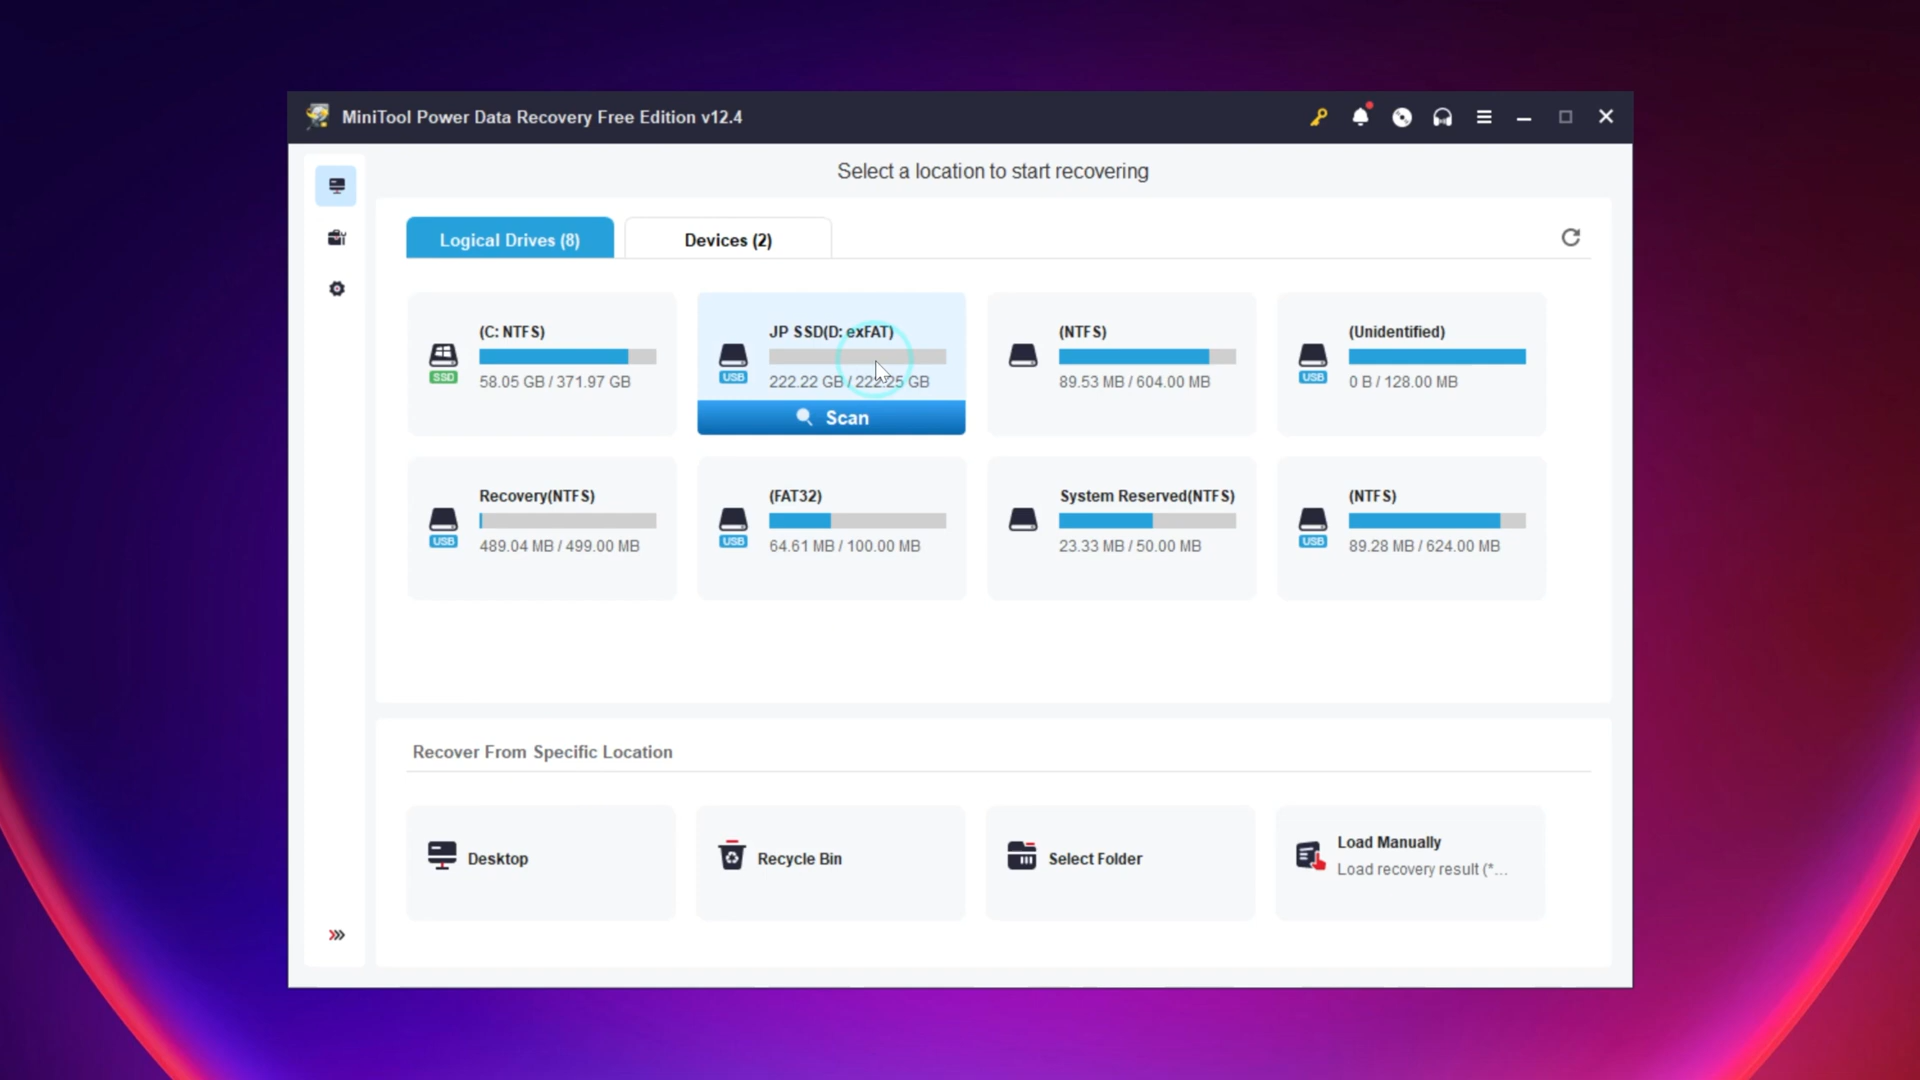 MiniTool Power Data Recovery Free Edition v12.4
Select a location to start recovering
Logical Drives (8)
Devices (2)
(C: NTFS)
SSD
58.05 GB / 371.97 GB
JP SSD(D: exFAT)
USB
222.22 GB / 222.25 GB
Scan
(NTFS)
89.53 MB / 604.00 MB
(Unidentified)
USB
0 B / 128.00 MB
Recovery(NTFS)
USB
489.04 MB / 499.00 MB
(FAT32)
USB
64.61 MB / 100.00 MB
System Reserved(NTFS)
23.33 MB / 50.00 MB
(NTFS)
USB
89.28 MB / 624.00 MB
Recover From Specific Location
Desktop
Recycle Bin
Select Folder
Load Manually
Load recovery result (*...